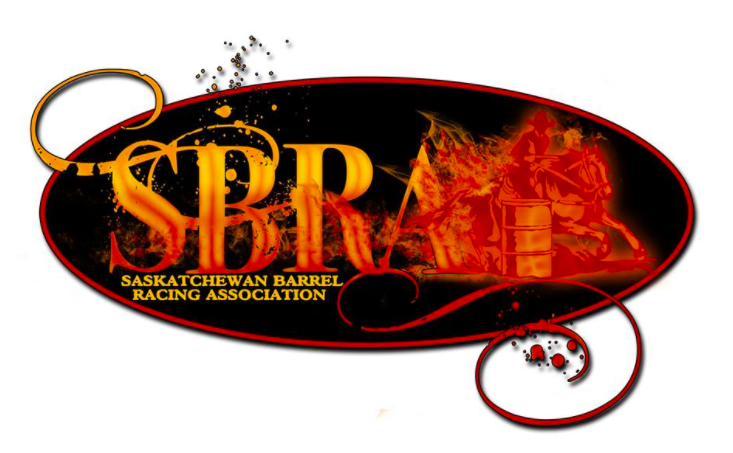 SBRA
SASKATCHEWAN BARREL
RACING ASSOCIATION